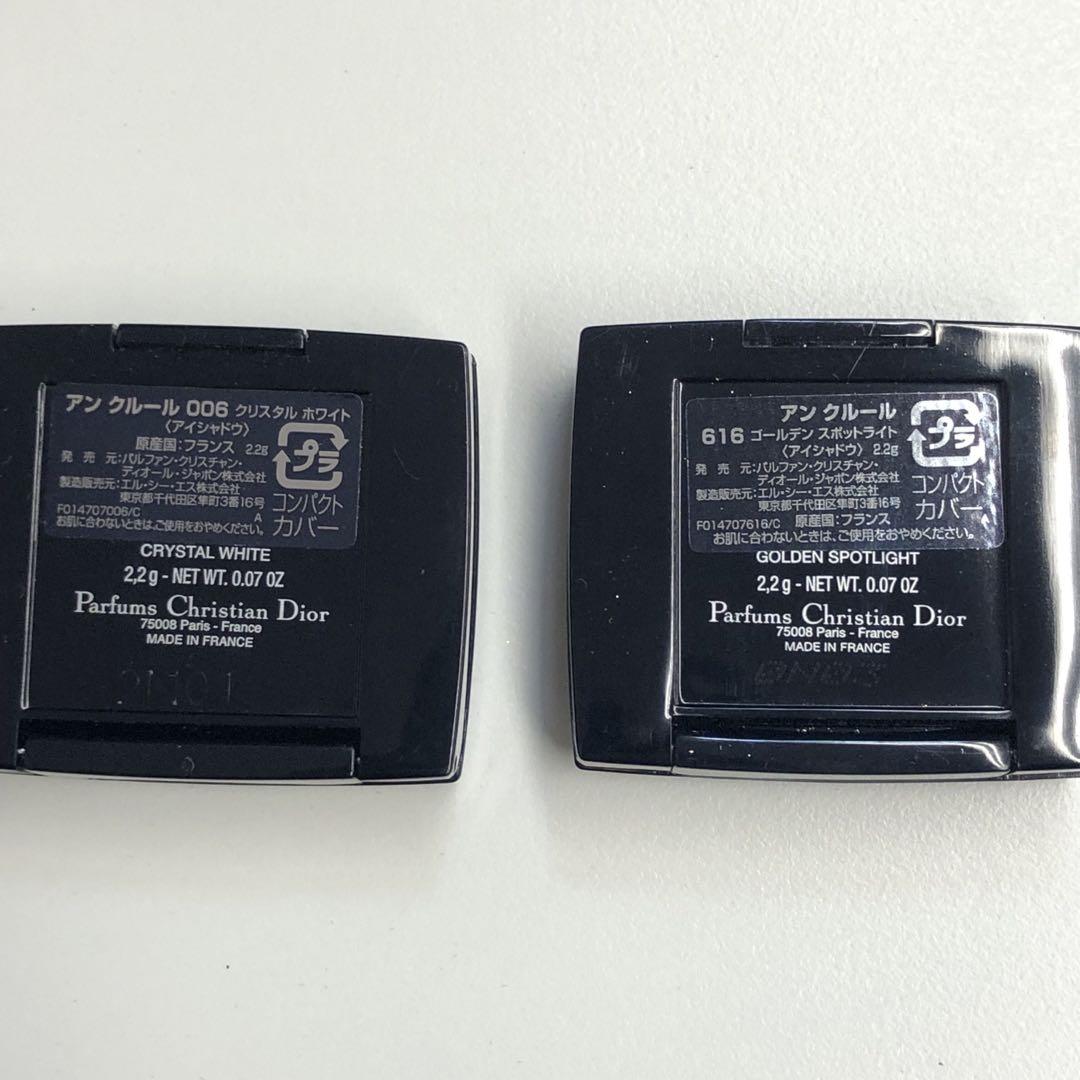 アン クルール 006 クリスタル ホワイト
〈アイシャドウ〉
原産国:フランス 2.2g
発 売 元:パルファン・クリスチャン・
ディオール・ジャポン株式会社
製造販売元:エル・シー・エス株式会社
東京都千代田区隼町3番16号
F014707006/C A
お肌に合わないときは、ご使用をおやめください。
プラ
コンパクト
カバー
CRYSTAL WHITE
2,2 g - NET WT. 0.07 OZ
Parfums Christian Dior
75008 Paris - France
MADE IN FRANCE
アン クルール
616 ゴールデン スポットライト
〈アイシャドウ〉 2.2g
発 売 元:パルファン・クリスチャン・
ディオール・ジャポン株式会社
製造販売元:エル・シー・エス株式会社
東京都千代田区隼町3番16号
F014707616/C 原産国:フランス
お肌に合わないときは、ご使用をおやめください。
プラ
コンパクト
カバー
A
GOLDEN SPOTLIGHT
2,2 g - NET WT. 0.07 OZ
Parfums Christian Dior
75008 Paris - France
MADE IN FRANCE